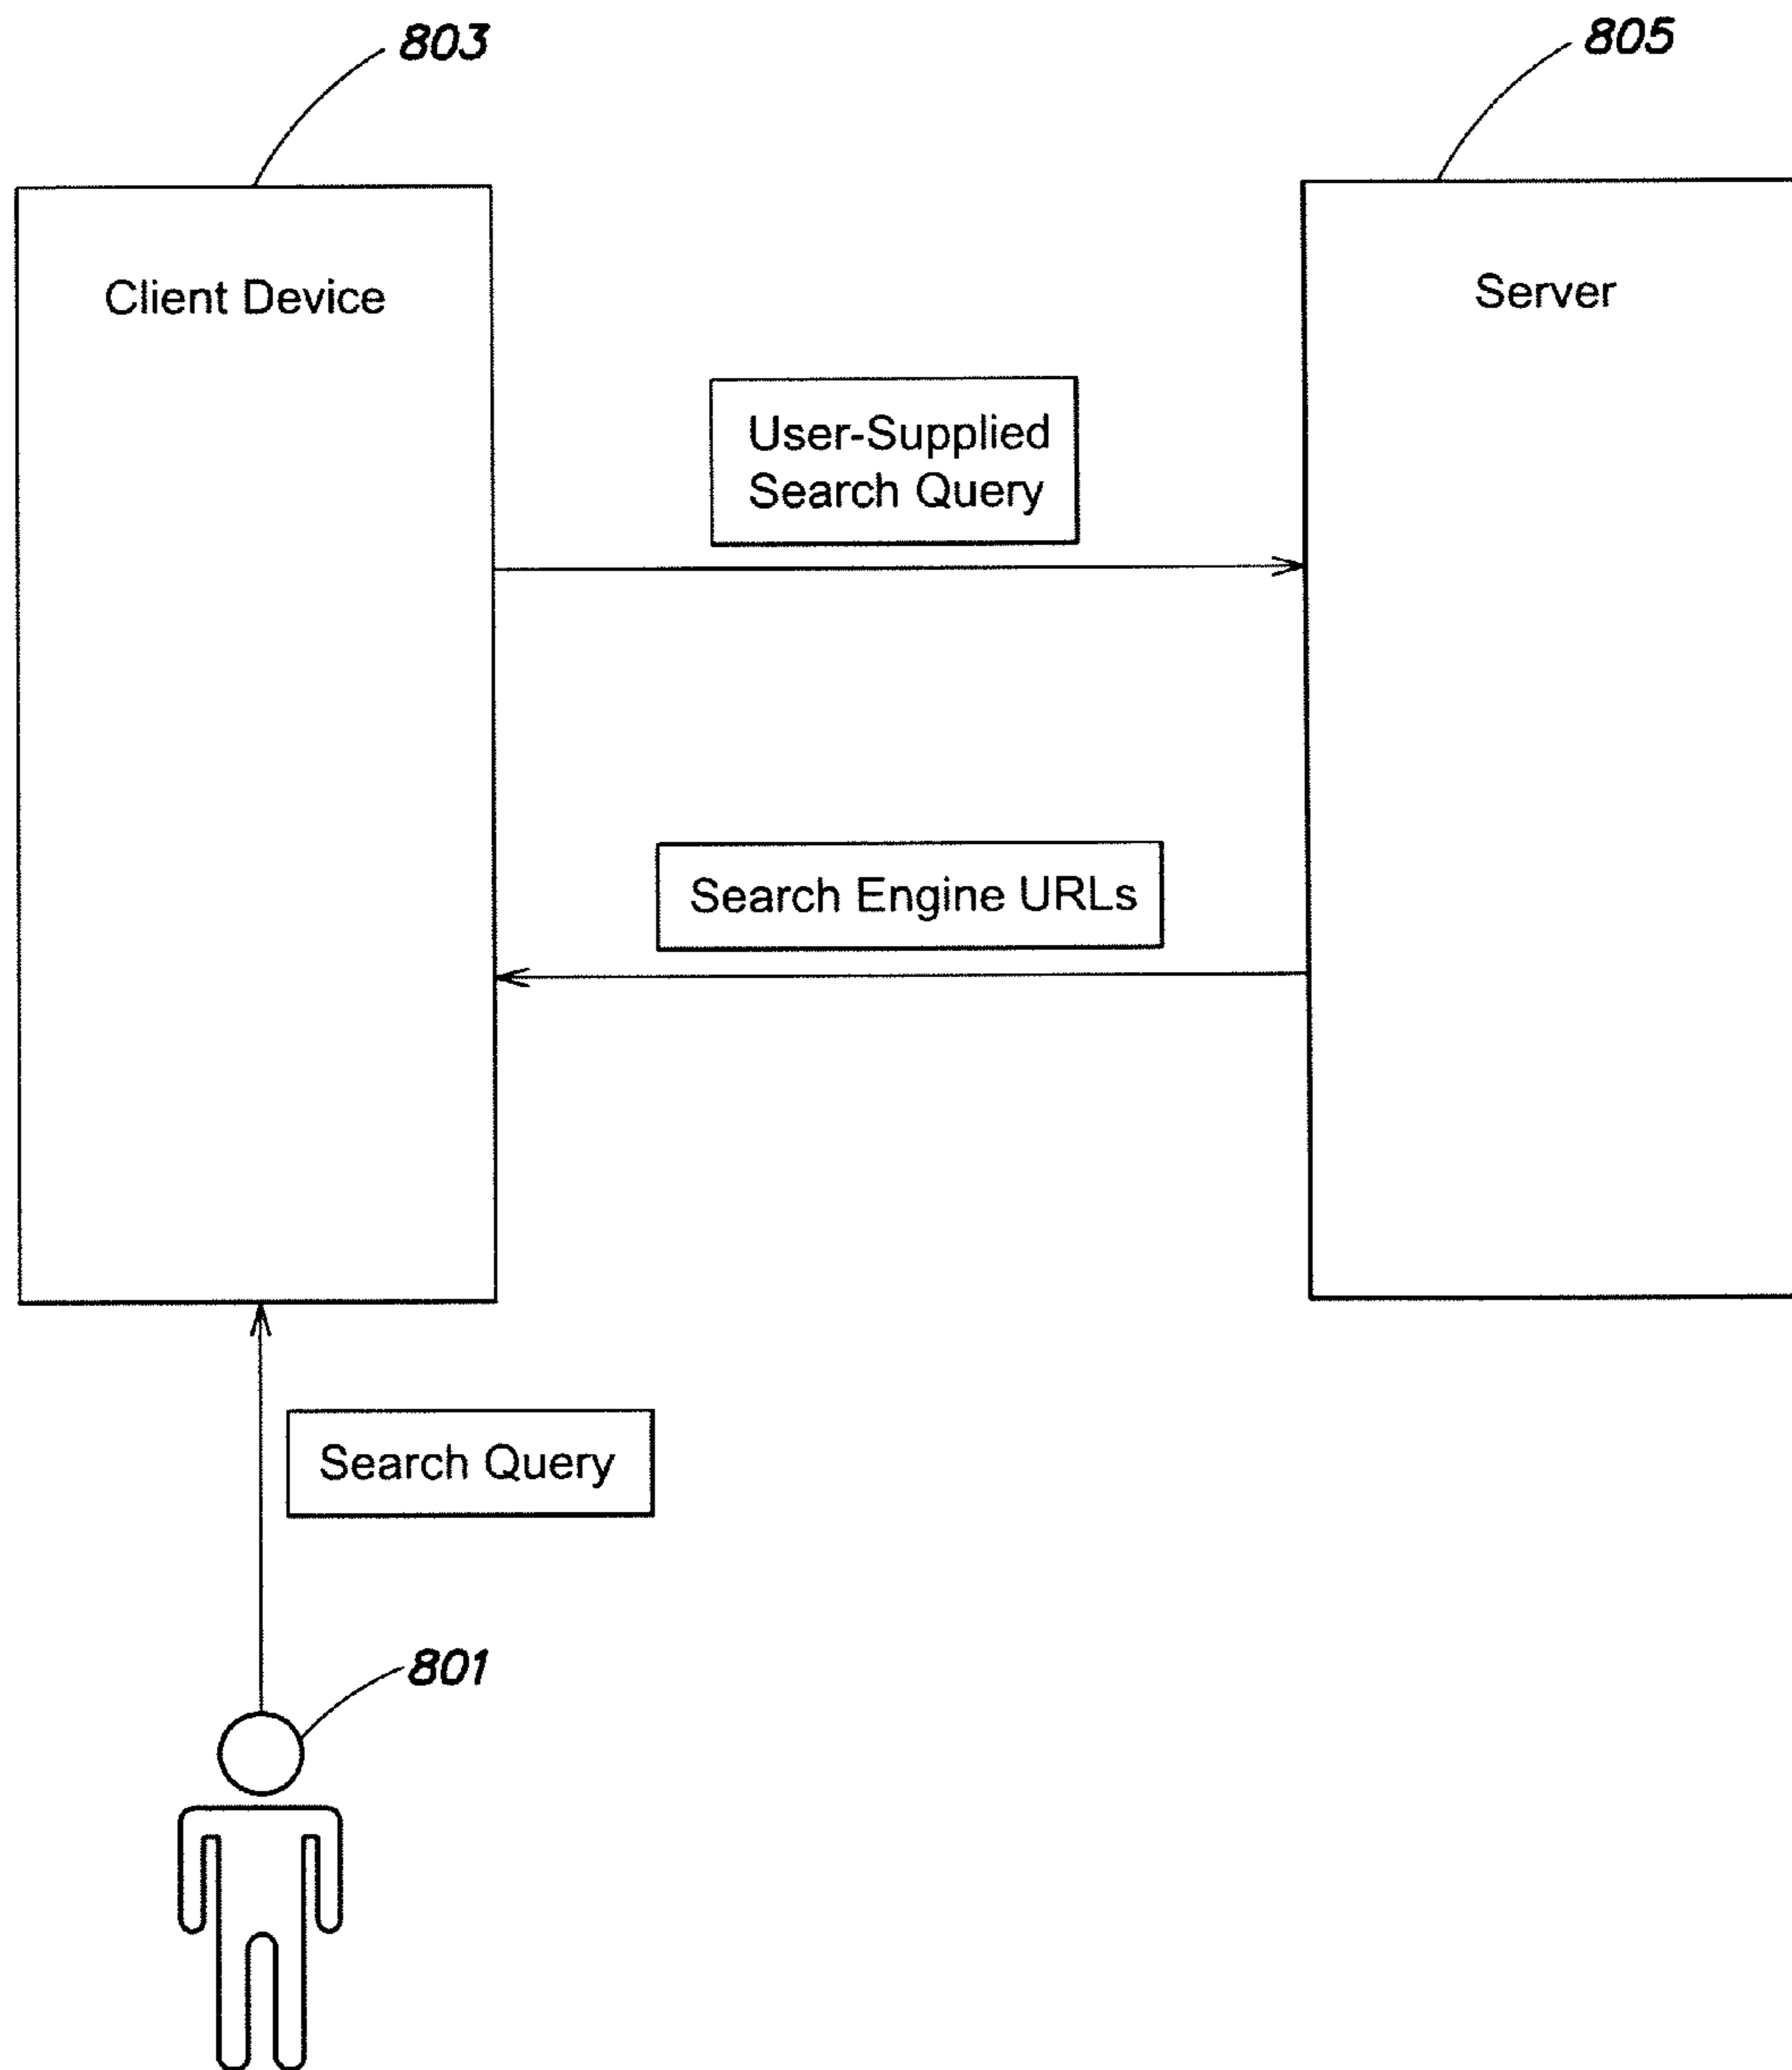 803
805
Client Device
Server
User-Supplied
Search Query
Search Engine URLs
Search Query
801